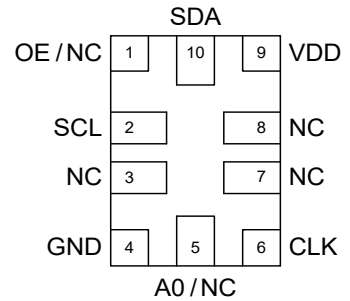 SDA
OE/NC 1 10 9 VDD
SCL 2 8 NC
NC 3 7 NC
GND 4 5 6 CLK
A0/NC